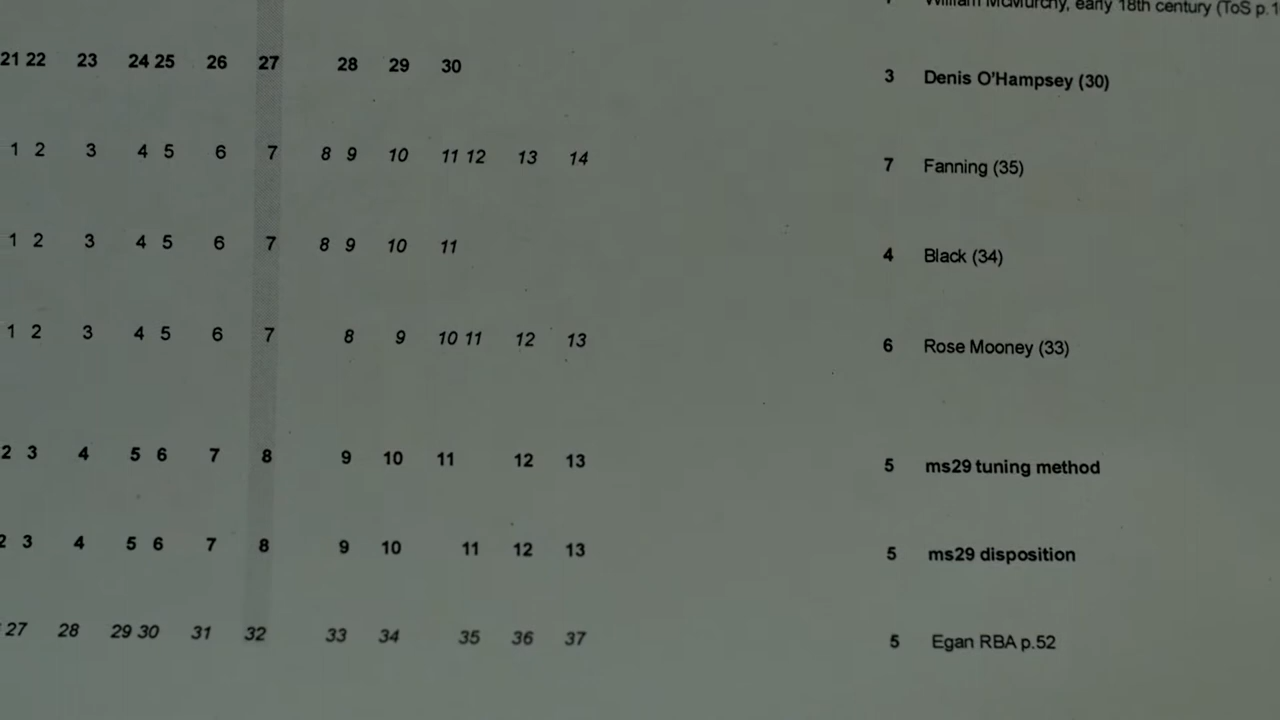 William McMurchy, early 18th century (ToS p.1
21 22 23 24 25 26 27 28 29 30 3 Denis O'Hampsey (30)
1 2 3 4 5 6 7 8 9 10 11 12 13 14 7 Fanning (35)
1 2 3 4 5 6 7 8 9 10 11 4 Black (34)
1 2 3 4 5 6 7 8 9 10 11 12 13 6 Rose Mooney (33)
2 3 4 5 6 7 8 9 10 11 12 13 5 ms29 tuning method
2 3 4 5 6 7 8 9 10 11 12 13 5 ms29 disposition
27 28 29 30 31 32 33 34 35 36 37 5 Egan RBA p.52